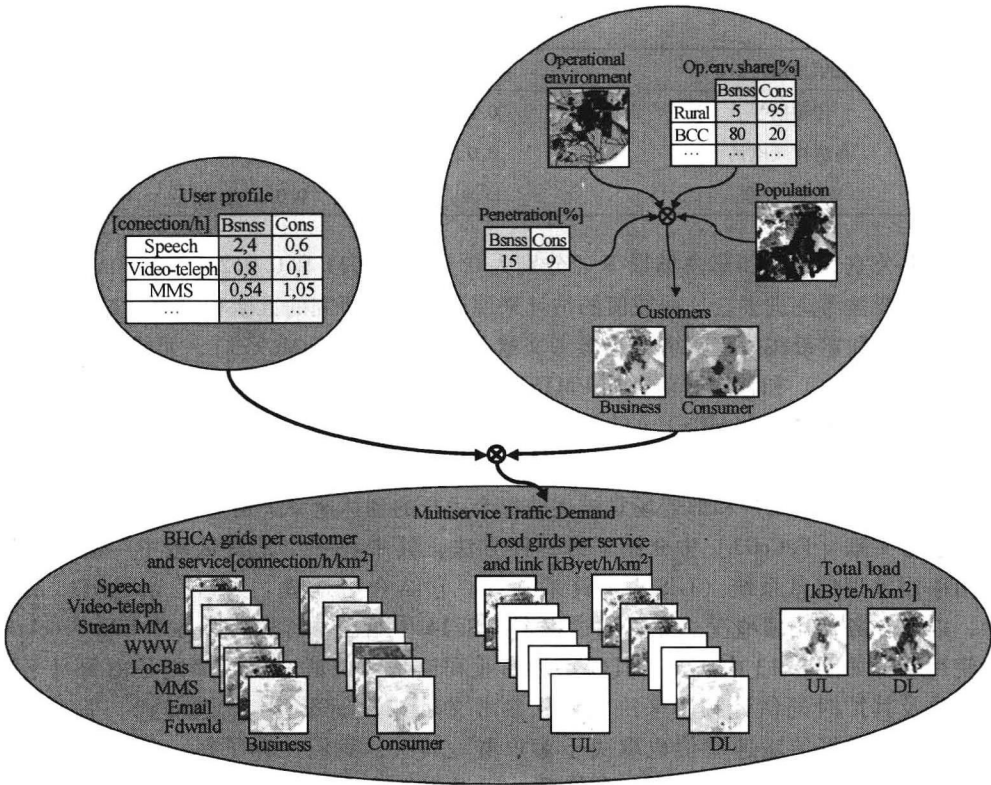 Operational
environment
Op.env.share[%]
Bsnss Cons
Rural 5 95
BCC 80 20
... ... ...
User profile
[conection/h] Bsnss Cons
Speech 2,4 0,6
Video-teleph 0,8 0,1
MMS 0,54 1,05
... ... ...
Penetration[%]
Bsnss Cons
15 9
Population
Customers
Business Consumer
Multiservice Traffic Demand
BHCA grids per customer
and service[connection/h/km²]
Losd girds per service
and link [kByet/h/km²]
Total load
[kByte/h/km²]
Speech
Video-teleph
Stream MM
WWW
LocBas
MMS
Email
Fdwnld
Business Consumer
UL DL
UL DL